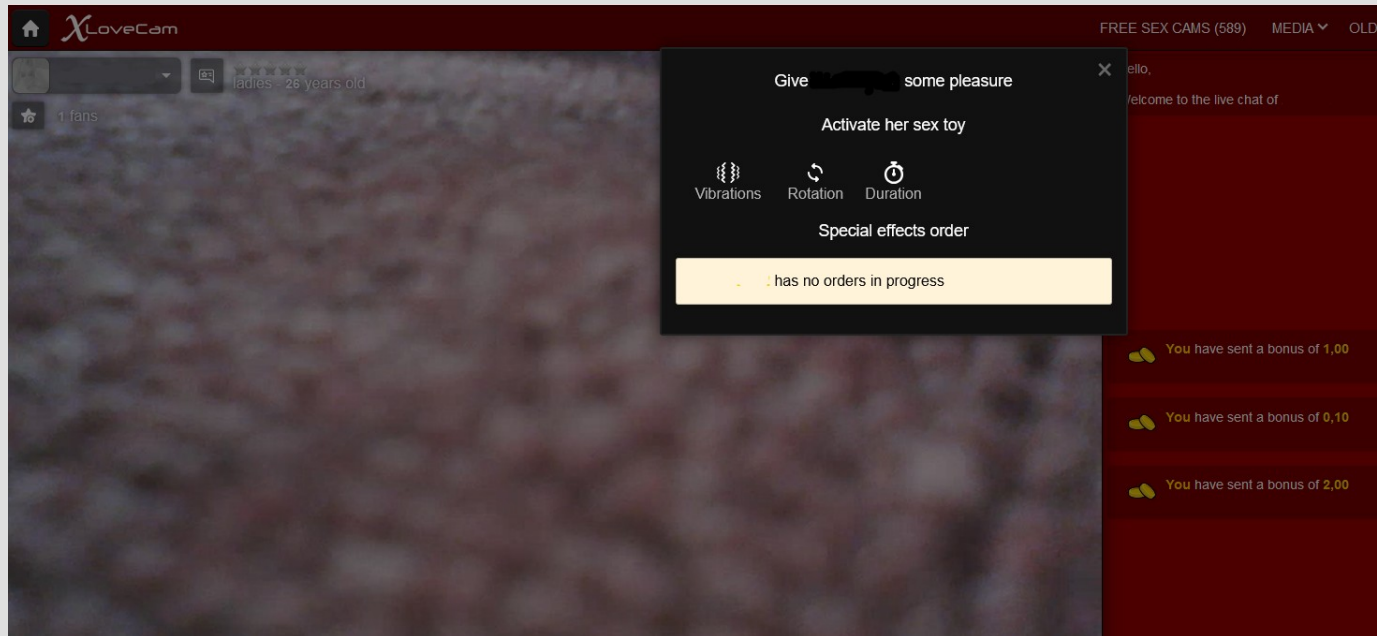 XLoveCam
FREE SEX CAMS (589) MEDIA OLD
ladies - 26 years old
1 fans
Give some pleasure
Activate her sex toy
Vibrations Rotation Duration
Special effects order
has no orders in progress
ello,
elcome to the live chat of
You have sent a bonus of 1,00
You have sent a bonus of 0,10
You have sent a bonus of 2,00